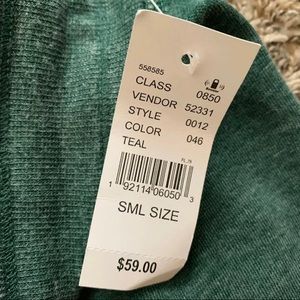 558585
CLASS 0850
VENDOR 52331
STYLE 0012
COLOR 046
TEAL
1 92114 06050 3
SML SIZE
$59.00